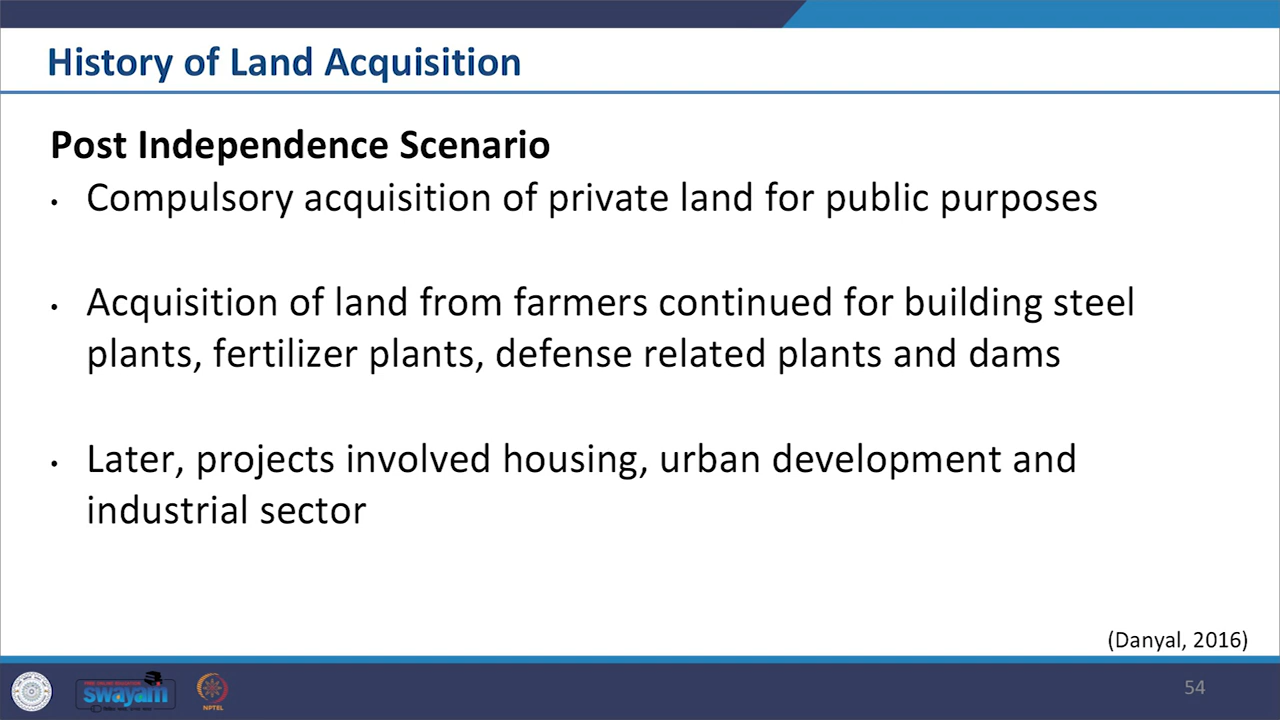 History of Land Acquisition
Post Independence Scenario
• Compulsory acquisition of private land for public purposes
• Acquisition of land from farmers continued for building steel
plants, fertilizer plants, defense related plants and dams
• Later, projects involved housing, urban development and
industrial sector
(Danyal, 2016)
swayam
NPTEL
54